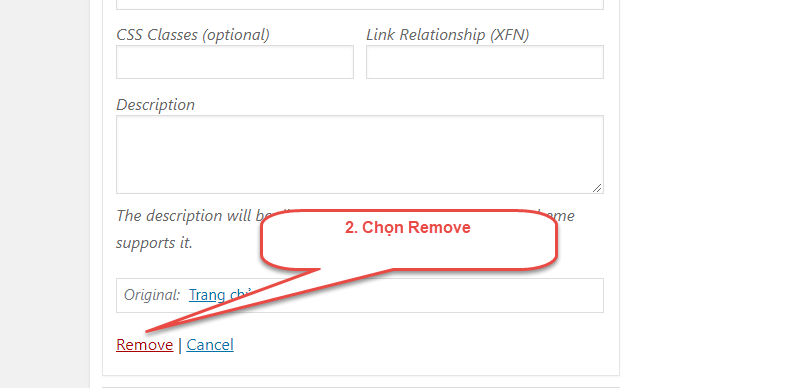 CSS Classes (optional) Link Relationship (XFN)
Description
The description will be
2. Chọn Remove
supports it.
Original: Trang
Remove | Cancel